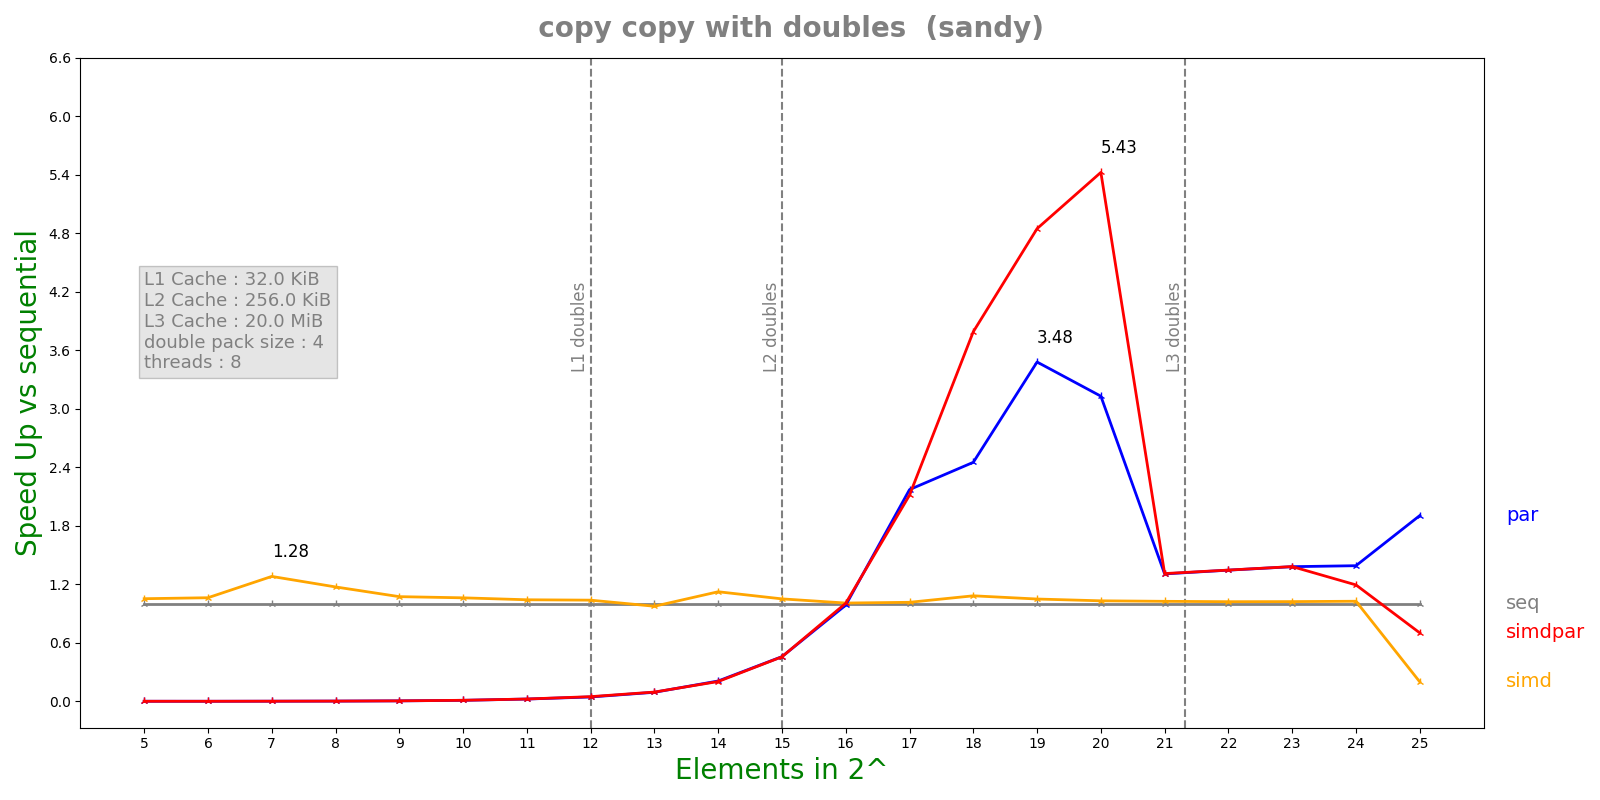 copy copy with doubles  (sandy)
Speed Up vs sequential
6.6
6.0
5.4
4.8
4.2
3.6
3.0
2.4
1.8
1.2
0.6
0.0
L1 Cache : 32.0 KiB
L2 Cache : 256.0 KiB
L3 Cache : 20.0 MiB
double pack size : 4
threads : 8
L1 doubles
L2 doubles
L3 doubles
1.28
3.48
5.43
par
seq
simdpar
simd
5 6 7 8 9 10 11 12 13 14 15 16 17 18 19 20 21 22 23 24 25
Elements in 2^